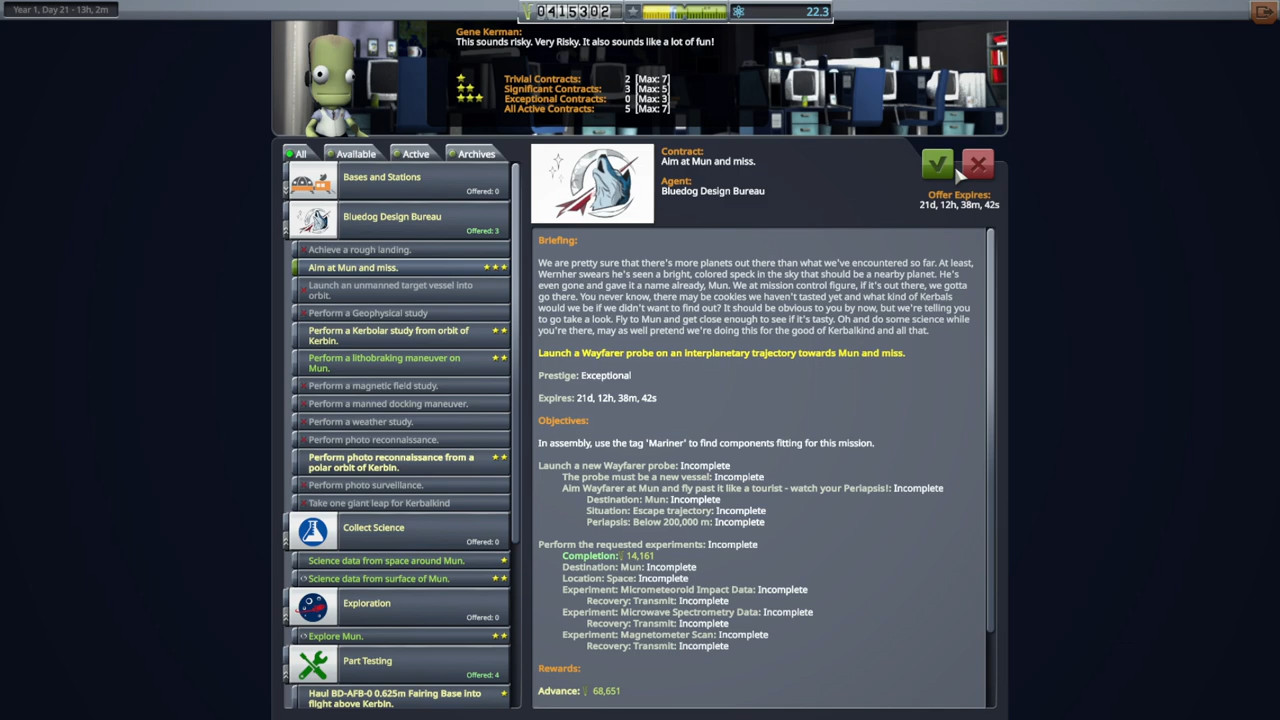 Year 1, Day 21 - 13h, 2m
0415302
22.3
Gene Kerman:
This sounds risky. Very Risky. It also sounds like a lot of fun!
Trivial Contracts: 2 [Max: 7]
Significant Contracts: 3 [Max: 5]
Exceptional Contracts: 0 [Max: 3]
All Active Contracts: 5 [Max: 7]
All
Available
Active
Archives
Bases and Stations
Offered: 0
Bluedog Design Bureau
Offered: 3
Achieve a rough landing.
Aim at Mun and miss.
Launch an unmanned target vessel into
orbit.
Perform a Geophysical study
Perform a Kerbolar study from orbit of
Kerbin.
Perform a lithobraking maneuver on
Mun.
Perform a magnetic field study.
Perform a manned docking maneuver.
Perform a weather study.
Perform photo reconnaissance.
Perform photo reconnaissance from a
polar orbit of Kerbin.
Perform photo surveillance.
Take one giant leap for Kerbalkind
Collect Science
Offered: 0
Science data from space around Mun.
Science data from surface of Mun.
Exploration
Offered: 0
Explore Mun.
Part Testing
Offered: 4
Haul BD-AFB-0 0.625m Fairing Base into
flight above Kerbin.
Contract:
Aim at Mun and miss.
Agent:
Bluedog Design Bureau
Offer Expires:
21d, 12h, 38m, 42s
Briefing:
We are pretty sure that there's more planets out there than what we've encountered so far. At least,
Wernher swears he's seen a bright, colored speck in the sky that should be a nearby planet. He's
even gone and gave it a name already, Mun. We at mission control figure, if it's out there, we gotta
go there. You never know, there may be cookies we haven't tasted yet and what kind of Kerbals
would we be if we didn't want to find out? It should be obvious to you by now, but we're telling you
to go take a look. Fly to Mun and get close enough to see if it's tasty. Oh and do some science while
you're there, may as well pretend we're doing this for the good of Kerbalkind and all that.
Launch a Wayfarer probe on an interplanetary trajectory towards Mun and miss.
Prestige: Exceptional
Expires: 21d, 12h, 38m, 42s
Objectives:
In assembly, use the tag 'Mariner' to find components fitting for this mission.
Launch a new Wayfarer probe: Incomplete
The probe must be a new vessel: Incomplete
Aim Wayfarer at Mun and fly past it like a tourist - watch your Periapsis!: Incomplete
Destination: Mun: Incomplete
Situation: Escape trajectory: Incomplete
Periapsis: Below 200,000 m: Incomplete
Perform the requested experiments: Incomplete
Completion: 14,161
Destination: Mun: Incomplete
Location: Space: Incomplete
Experiment: Micrometeoroid Impact Data: Incomplete
Recovery: Transmit: Incomplete
Experiment: Microwave Spectrometry Data: Incomplete
Recovery: Transmit: Incomplete
Experiment: Magnetometer Scan: Incomplete
Recovery: Transmit: Incomplete
Rewards:
Advance: 68,651